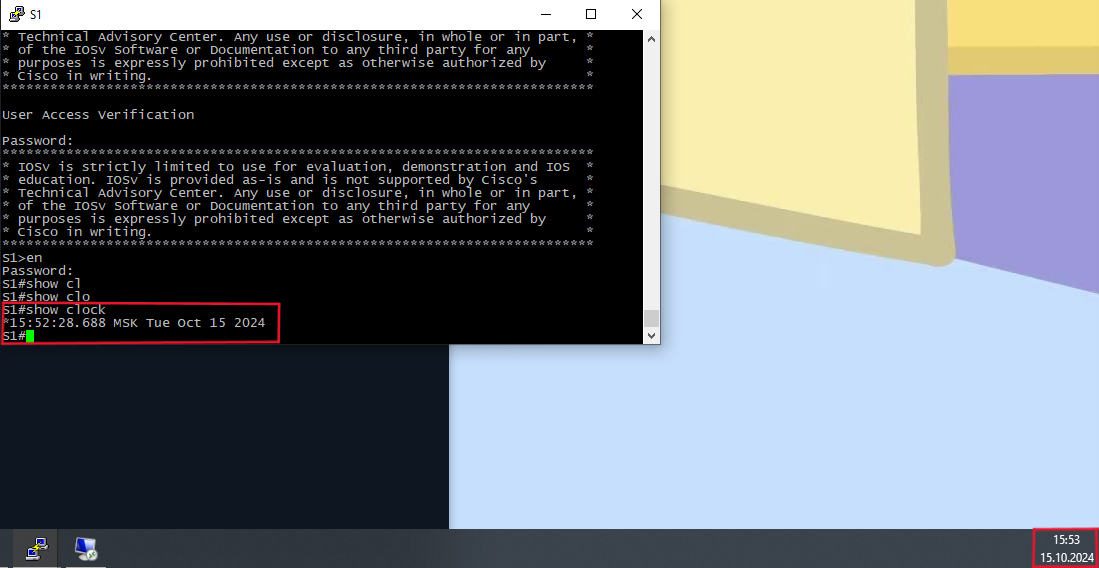 S1
* Technical Advisory Center. Any use or disclosure, in whole or in part, *
* of the IOSv Software or Documentation to any third party for any       *
* purposes is expressly prohibited except as otherwise authorized by     *
* Cisco in writing.                                                      *
**************************************************************************
User Access Verification
Password:
**************************************************************************
* IOSv is strictly limited to use for evaluation, demonstration and IOS  *
* education. IOSv is provided as-is and is not supported by Cisco's      *
* Technical Advisory Center. Any use or disclosure, in whole or in part, *
* of the IOSv Software or Documentation to any third party for any       *
* purposes is expressly prohibited except as otherwise authorized by     *
* Cisco in writing.                                                      *
**************************************************************************
S1>en
Password:
S1#show cl
S1#show clo
S1#show clock
*15:52:28.688 MSK Tue Oct 15 2024
S1#
15:53
15.10.2024